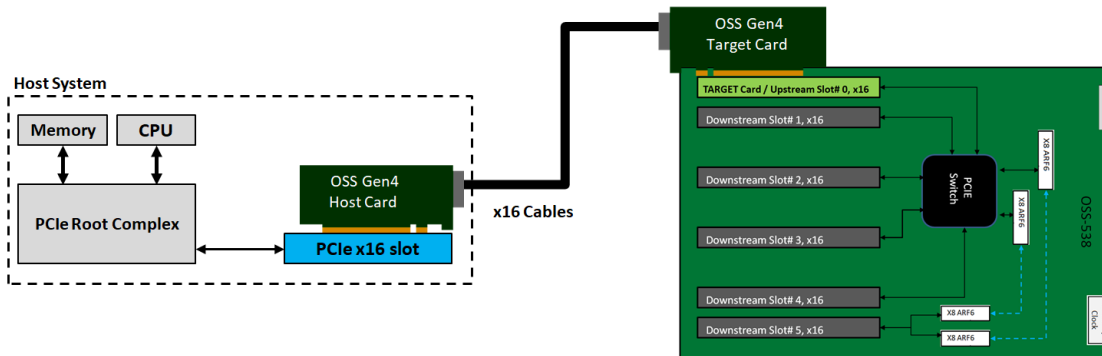 OSS Gen4
Target Card
Host System
Memory
CPU
PCIe Root Complex
OSS Gen4
Host Card
PCIe x16 slot
x16 Cables
TARGET Card / Upstream Slot# 0, x16
Downstream Slot# 1, x16
Downstream Slot# 2, x16
Downstream Slot# 3, x16
Downstream Slot# 4, x16
Downstream Slot# 5, x16
PCIE
Switch
X8 ARF6
X8 ARF6
X8 ARF6
X8 ARF6
OSS-538
Clock